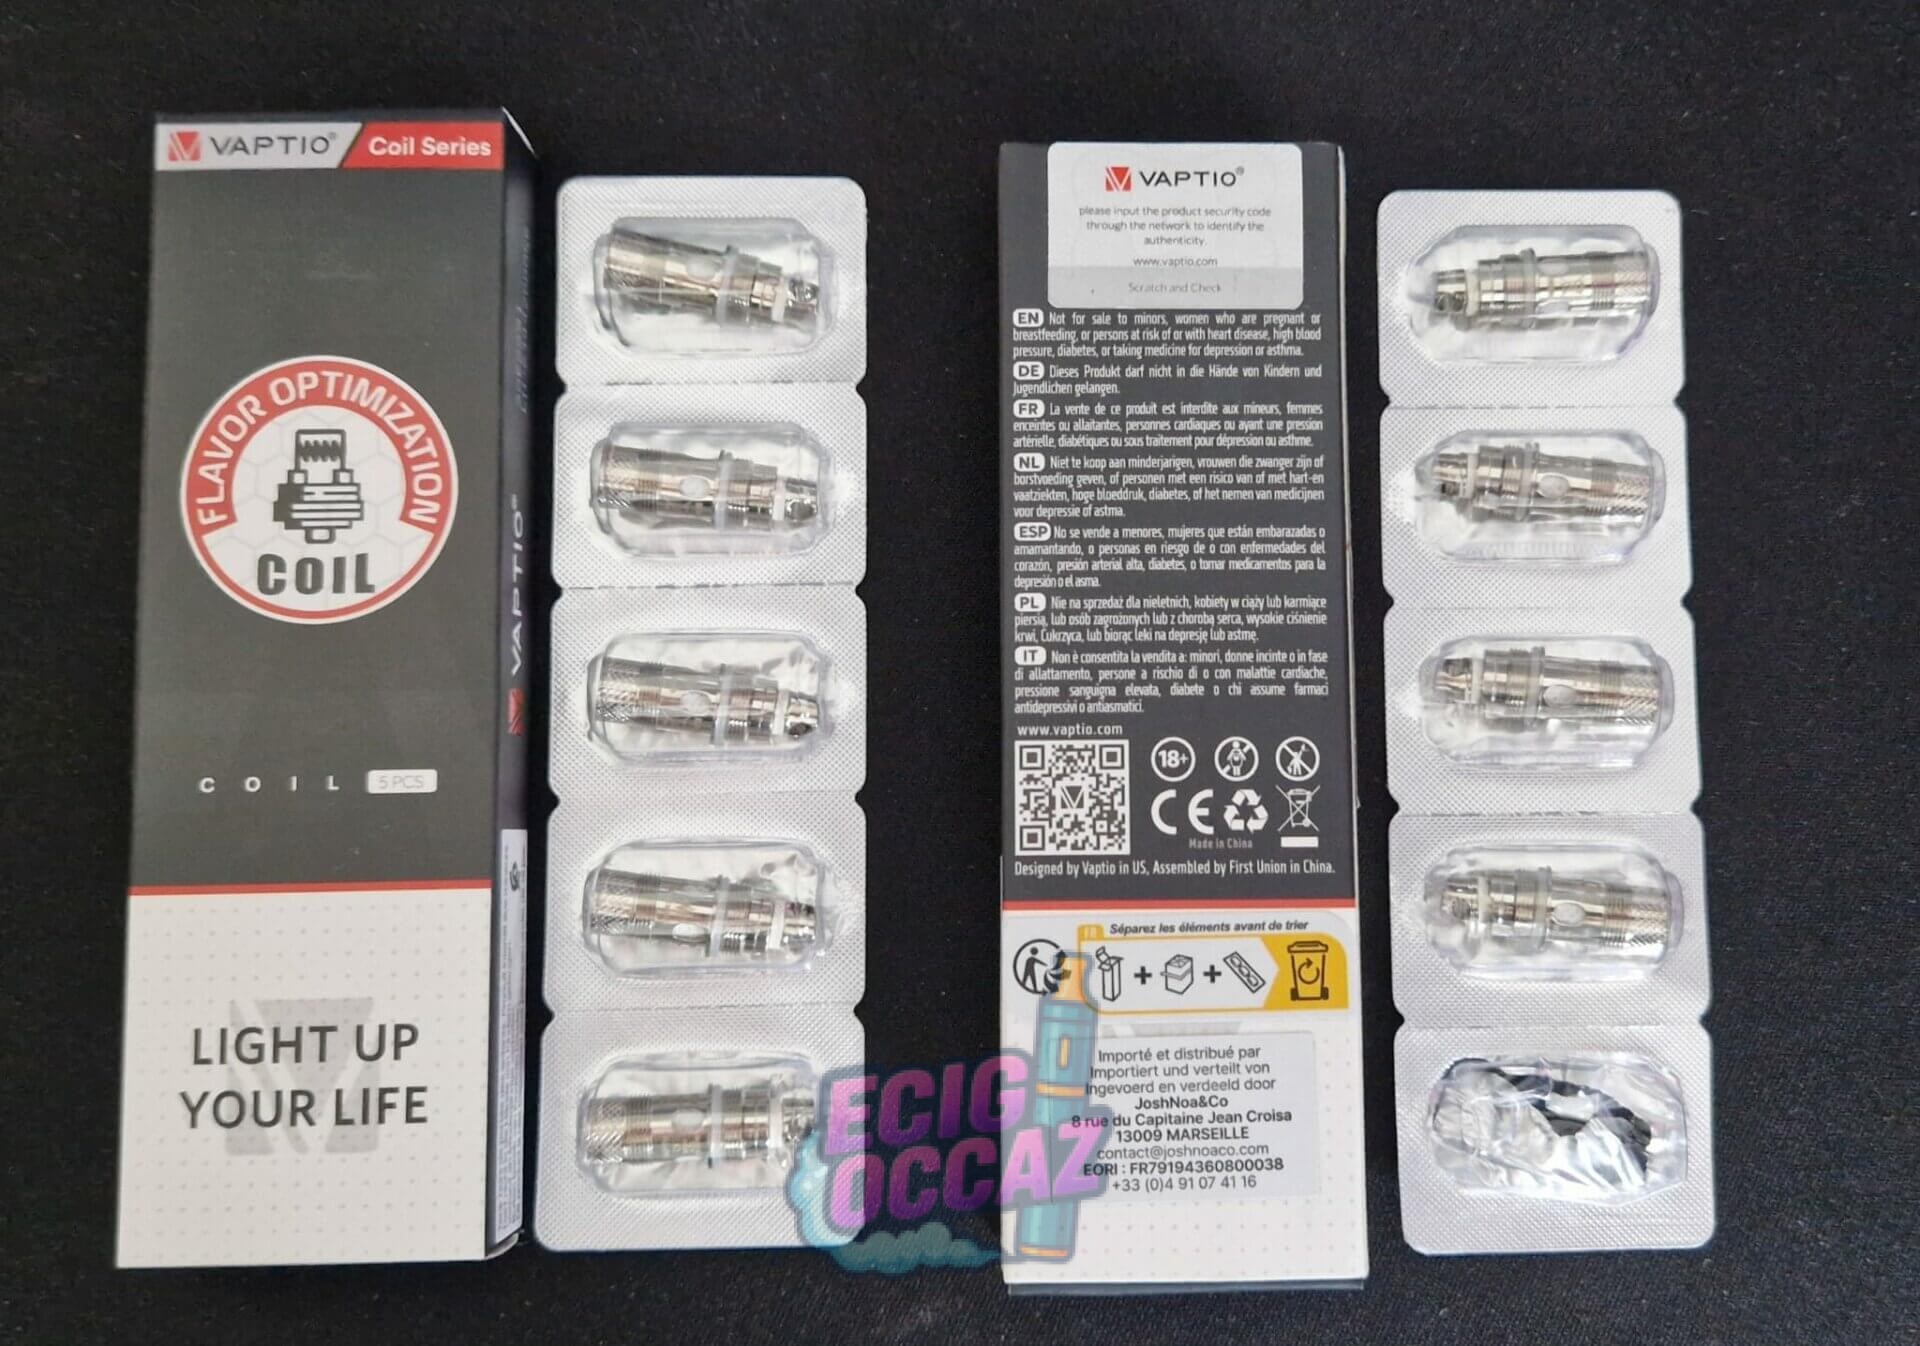 VAPTIO®
Coil Series
FLAVOR OPTIMIZATION
COIL
COIL 5 PCS
LIGHT UP
YOUR LIFE
VAPTIO®
VAPTIO®
please input the product security code
through the network to identify the
authenticity.
www.vaptio.com
Scratch and Check
EN Not for sale to minors, women who are pregnant or
breastfeeding, or persons at risk of or with heart disease, high blood
pressure, diabetes, or taking medicine for depression or asthma.
DE Dieses Produkt darf nicht in die Hände von Kindern und
Jugendlichen gelangen.
FR La vente de ce produit est interdite aux mineurs, femmes
enceintes ou allaitantes, personnes cardiaques ou ayant une pression
artérielle, diabétiques ou sous traitement pour dépression ou asthme.
NL Niet te koop aan minderjarigen, vrouwen die zwanger zijn of
borstvoeding geven, of personen met een risico van of met hart-en
vaatziekten, hoge bloeddruk, diabetes, of het nemen van medicijnen
voor depressie of astma.
ESP No se vende a menores, mujeres que están embarazadas o
amamantando, o personas en riesgo de o con enfermedades del
corazón, presión arterial alta, diabetes, o tomar medicamentos para la
depresión o el asma.
PL Nie na sprzedaż dla nieletnich, kobiety w ciąży lub karmiące
piersią, lub osób zagrożonych lub z chorobą serca, wysokie ciśnienie
krwi, Cukrzyca, lub biorąc leki na depresję lub astmę.
IT Non è consentita la vendita a: minori, donne incinte o in fase
di allattamento, persone a rischio di o con malattie cardiache,
pressione sanguigna elevata, diabete o chi assume farmaci
antidepressivi o antiasmatici.
www.vaptio.com
18+
CE
Made in China
Designed by Vaptio in US, Assembled by First Union in China.
FR Séparez les éléments avant de trier
+ +
Importé et distribué par
Importiert und verteilt von
Ingevoerd en verdeeld door
JoshNoa&Co
8 rue du Capitaine Jean Croisa
13009 MARSEILLE
contact@joshnoaco.com
EORI : FR79194360800038
+33 (0)4 91 07 41 16
ECIG
OCCAZ